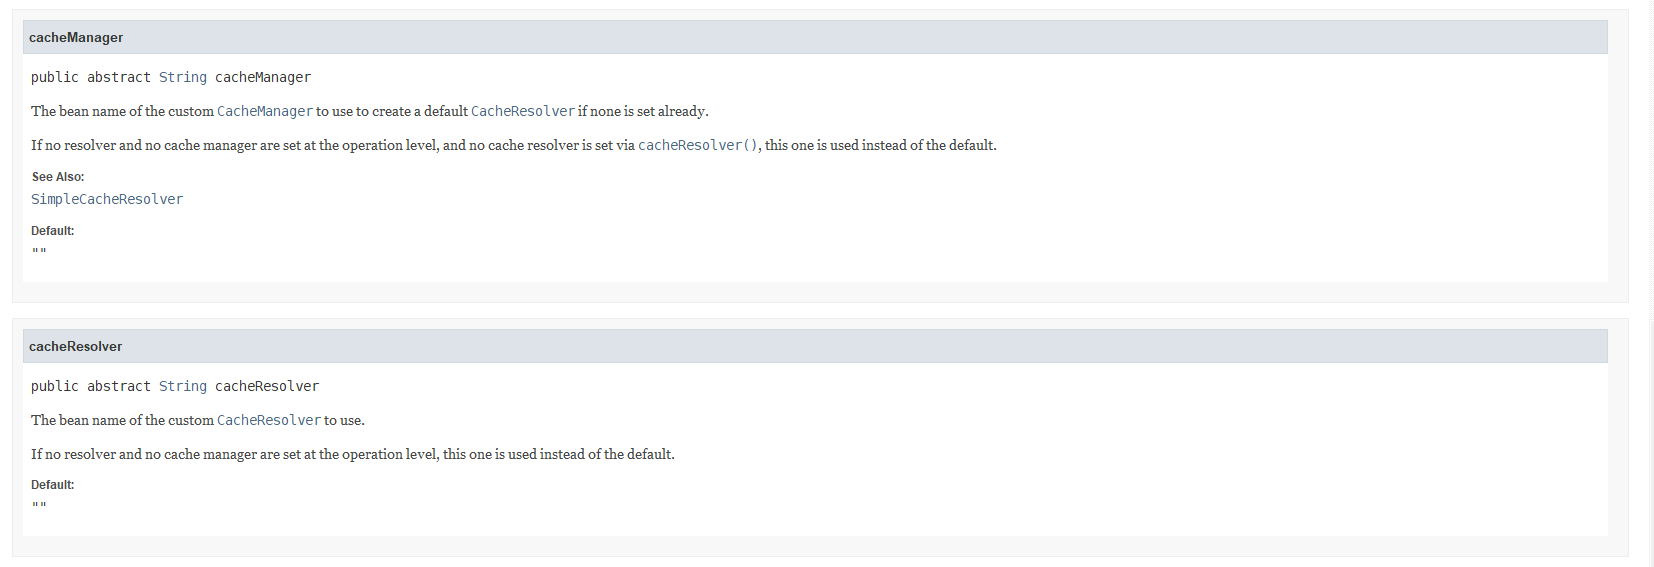 cacheManager
public abstract String cacheManager
The bean name of the custom CacheManager to use to create a default CacheResolver if none is set already.
If no resolver and no cache manager are set at the operation level, and no cache resolver is set via cacheResolver(), this one is used instead of the default.
See Also:
SimpleCacheResolver
Default:
""
cacheResolver
public abstract String cacheResolver
The bean name of the custom CacheResolver to use.
If no resolver and no cache manager are set at the operation level, this one is used instead of the default.
Default:
""